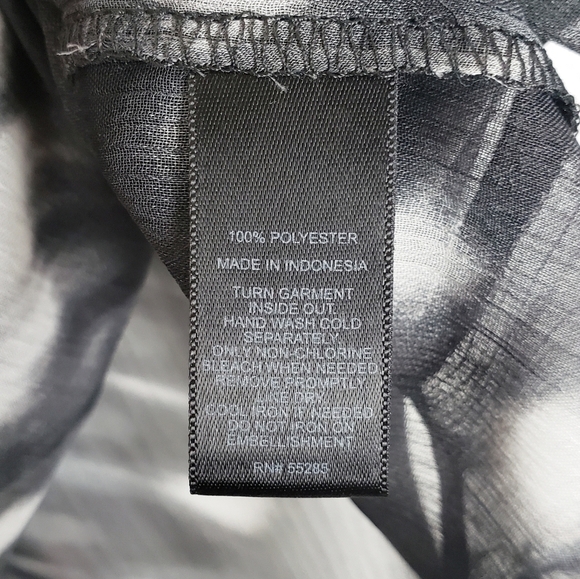 100% POLYESTER
MADE IN INDONESIA
TURN GARMENT
INSIDE OUT
HAND WASH COLD
SEPARATELY
ONLY NON-CHLORINE
BLEACH WHEN NEEDED
REMOVE PROMPTLY
LINE DRY
COOL IRON IF NEEDED
DO NOT IRON ON
EMBELLISHMENT
RN# 55285